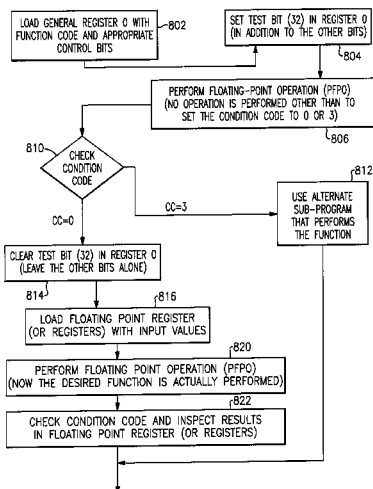 LOAD GENERAL REGISTER 0 WITH
FUNCTION CODE AND APPROPRIATE
CONTROL BITS
802
SET TEST BIT (32) IN REGISTER 0
(IN ADDITION TO THE OTHER BITS)
804
PERFORM FLOATING-POINT OPERATION (PFPO)
(NO OPERATION IS PERFORMED OTHER THAN TO
SET THE CONDITION CODE TO 0 OR 3)
806
810
CHECK
CONDITION
CODE
CC=3
CC=0
812
USE ALTERNATE
SUB-PROGRAM
THAT PERFORMS
THE FUNCTION
CLEAR TEST BIT (32) IN REGISTER 0
(LEAVE THE OTHER BITS ALONE)
814
816
LOAD FLOATING POINT REGISTER
(OR REGISTERS) WITH INPUT VALUES
820
PERFORM FLOATING POINT OPERATION (PFPO)
(NOW THE DESIRED FUNCTION IS ACTUALLY PERFORMED)
822
CHECK CONDITION CODE AND INSPECT RESULTS
IN FLOATING POINT REGISTER (OR REGISTERS)